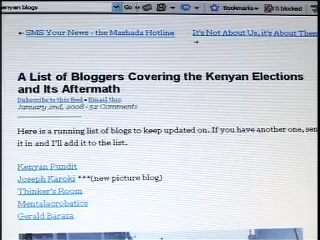 enyan blogs
Go
Bookmarks
5 blocked
← SMS Your News - the Mashada Hotline
It's Not About Us, it's About Them
→
A List of Bloggers Covering the Kenyan Elections
and Its Aftermath
Subscribe to this feed • Email this
January 2nd, 2008 • 52 Comments
Here is a running list of blogs to keep updated on. If you have another one, sen
it in and I'll add it to the list.
Kenyan Pundit
Joseph Karoki ***(new picture blog)
Thinker's Room
Mentalacrobatics
Gerald Baraza